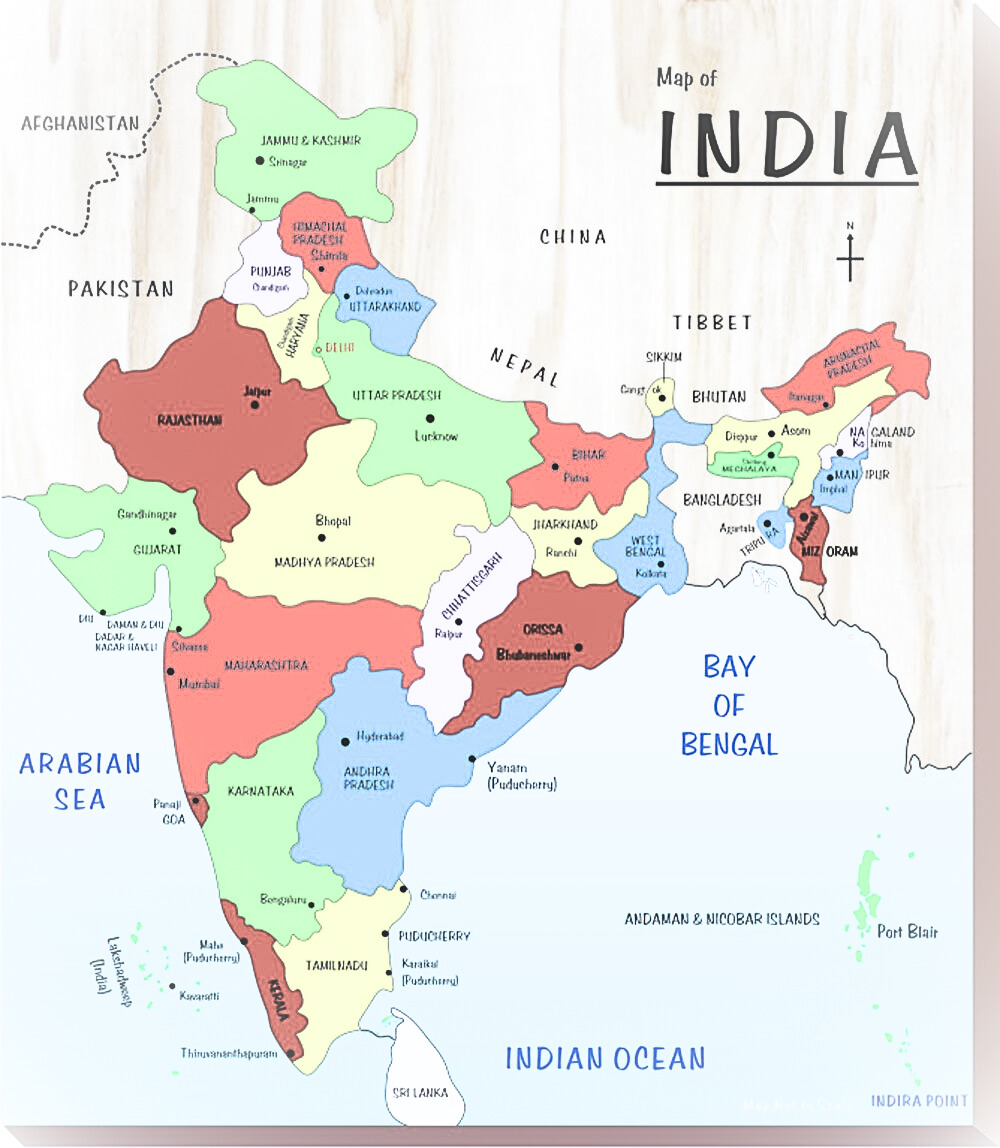 Map of
INDIA
N
AFGHANISTAN
JAMMU & KASHMIR
Srinagar
Jammu
CHINA
HIMACHAL
PRADESH
Shimla
PAKISTAN
PUNJAB
Chandigarh
Dehradun
UTTARAKHAND
Chandigarh
HARYANA
DELHI
TIBBET
NEPAL
SIKKIM
Gangtok
BHUTAN
ARUNACHAL
PRADESH
Itanagar
RAJASTHAN
Jaipur
UTTAR PRADESH
Lucknow
BIHAR
Patna
Dispur
Assm
NAGALAND
Kohima
MEGHALAYA
MANIPUR
Imphal
BANGLADESH
Agartala
TRIPURA
MIZORAM
Gandhinagar
GUJARAT
Bhopal
MADHYA PRADESH
JHARKHAND
Ranchi
WEST
BENGAL
Kolkata
CHHATTISGARH
Raipur
ORISSA
Bhubaneshwar
DIU
DAMAN & DIU
DADAR &
NAGAR HAVELI
Silvassa
MAHARASHTRA
Mumbai
BAY
OF
BENGAL
ARABIAN
SEA
Hyderabad
ANDHRA
PRADESH
Yanam
(Puducherry)
KARNATAKA
Panaji
GOA
Bengaluru
Chennai
ANDAMAN & NICOBAR ISLANDS
Port Blair
PUDUCHERRY
Mahe
(Puducherry)
TAMILNADU
Karaikal
(Puducherry)
Lakshadweep
(India)
Kavaratti
KERALA
Thiruvananthapuram
INDIAN OCEAN
SRI LANKA
INDIRA POINT